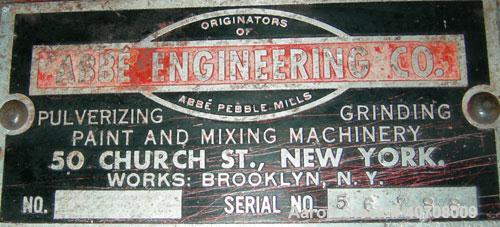 ORIGINATORS
OF
ABBÉ ENGINEERING CO.
ABBÉ PEBBLE MILLS
PULVERIZING GRINDING
PAINT AND MIXING MACHINERY
50 CHURCH ST., NEW YORK.
WORKS: BROOKLYN, N. Y.
NO. SERIAL NO.